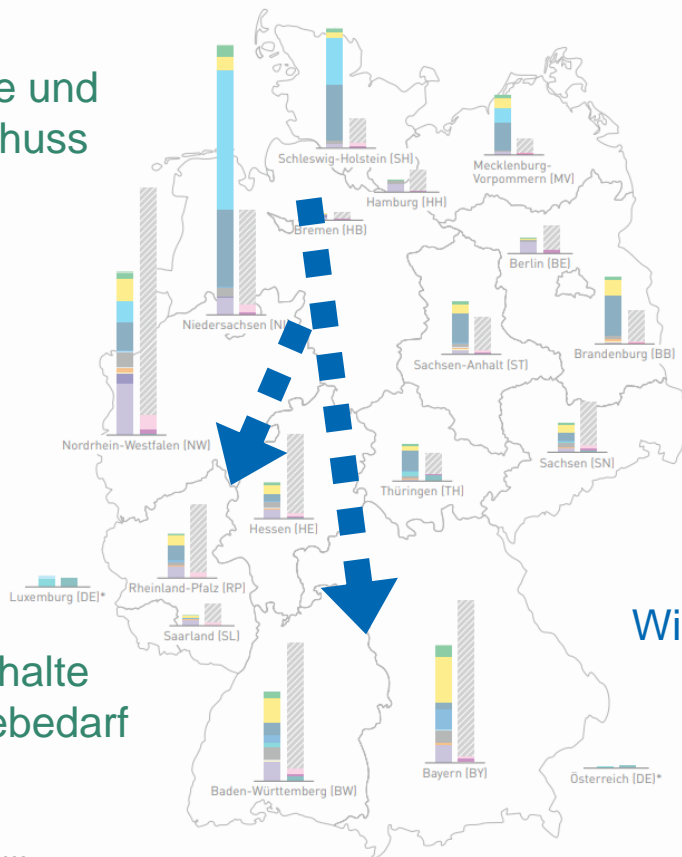 e und
huss
Schleswig-Holstein (SH)
Mecklenburg-
Vorpommern (MV)
Hamburg (HH)
Bremen (HB)
Berlin (BE)
Niedersachsen (NI
Sachsen-Anhalt (ST)
Brandenburg (BB)
Nordrhein-Westfalen (NW)
Sachsen (SN)
Thüringen (TH)
Hessen (HE)
Rheinland-Pfalz (RP)
Luxemburg (DE)*
Saarland (SL)
Wi
halte
ebedarf
Baden-Württemberg (BW)
Bayern (BY)
Österreich (DE)*